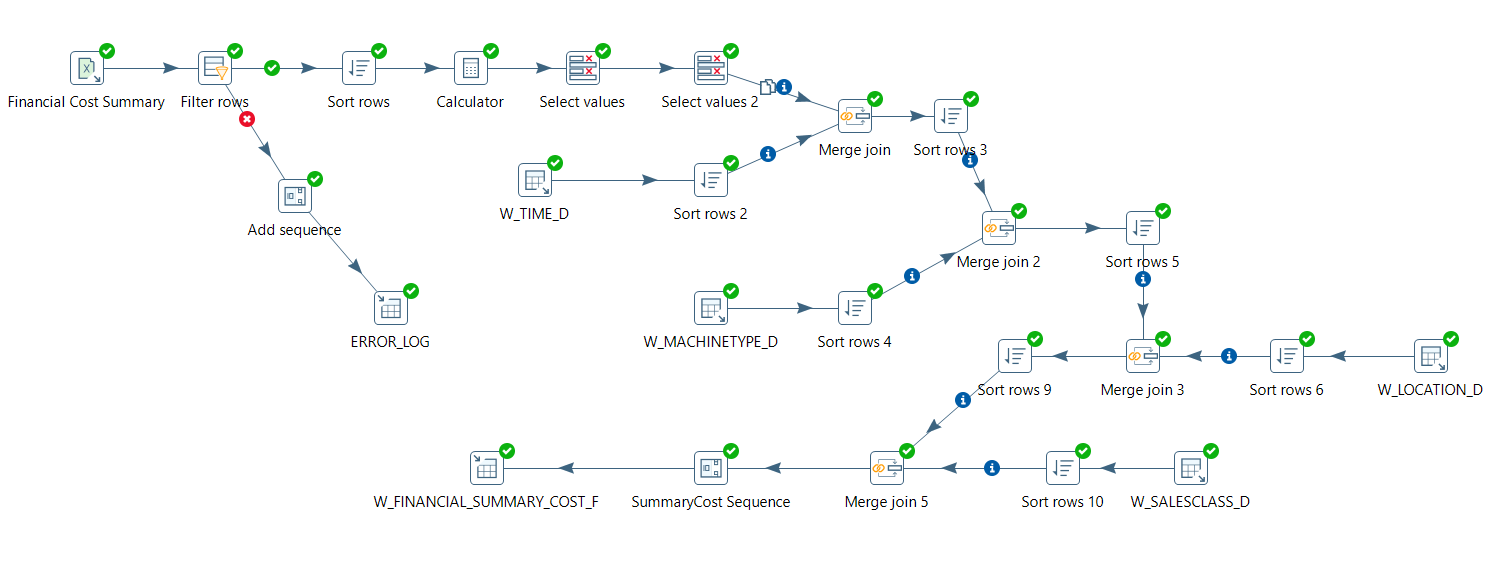 Financial Cost Summary
Filter rows
Sort rows
Calculator
Select values
Select values 2
Merge join
Sort rows 3
W_TIME_D
Sort rows 2
Add sequence
Merge join 2
Sort rows 5
ERROR_LOG
W_MACHINETYPE_D
Sort rows 4
Sort rows 9
Merge join 3
Sort rows 6
W_LOCATION_D
W_FINANCIAL_SUMMARY_COST_F
SummaryCost Sequence
Merge join 5
Sort rows 10
W_SALESCLASS_D